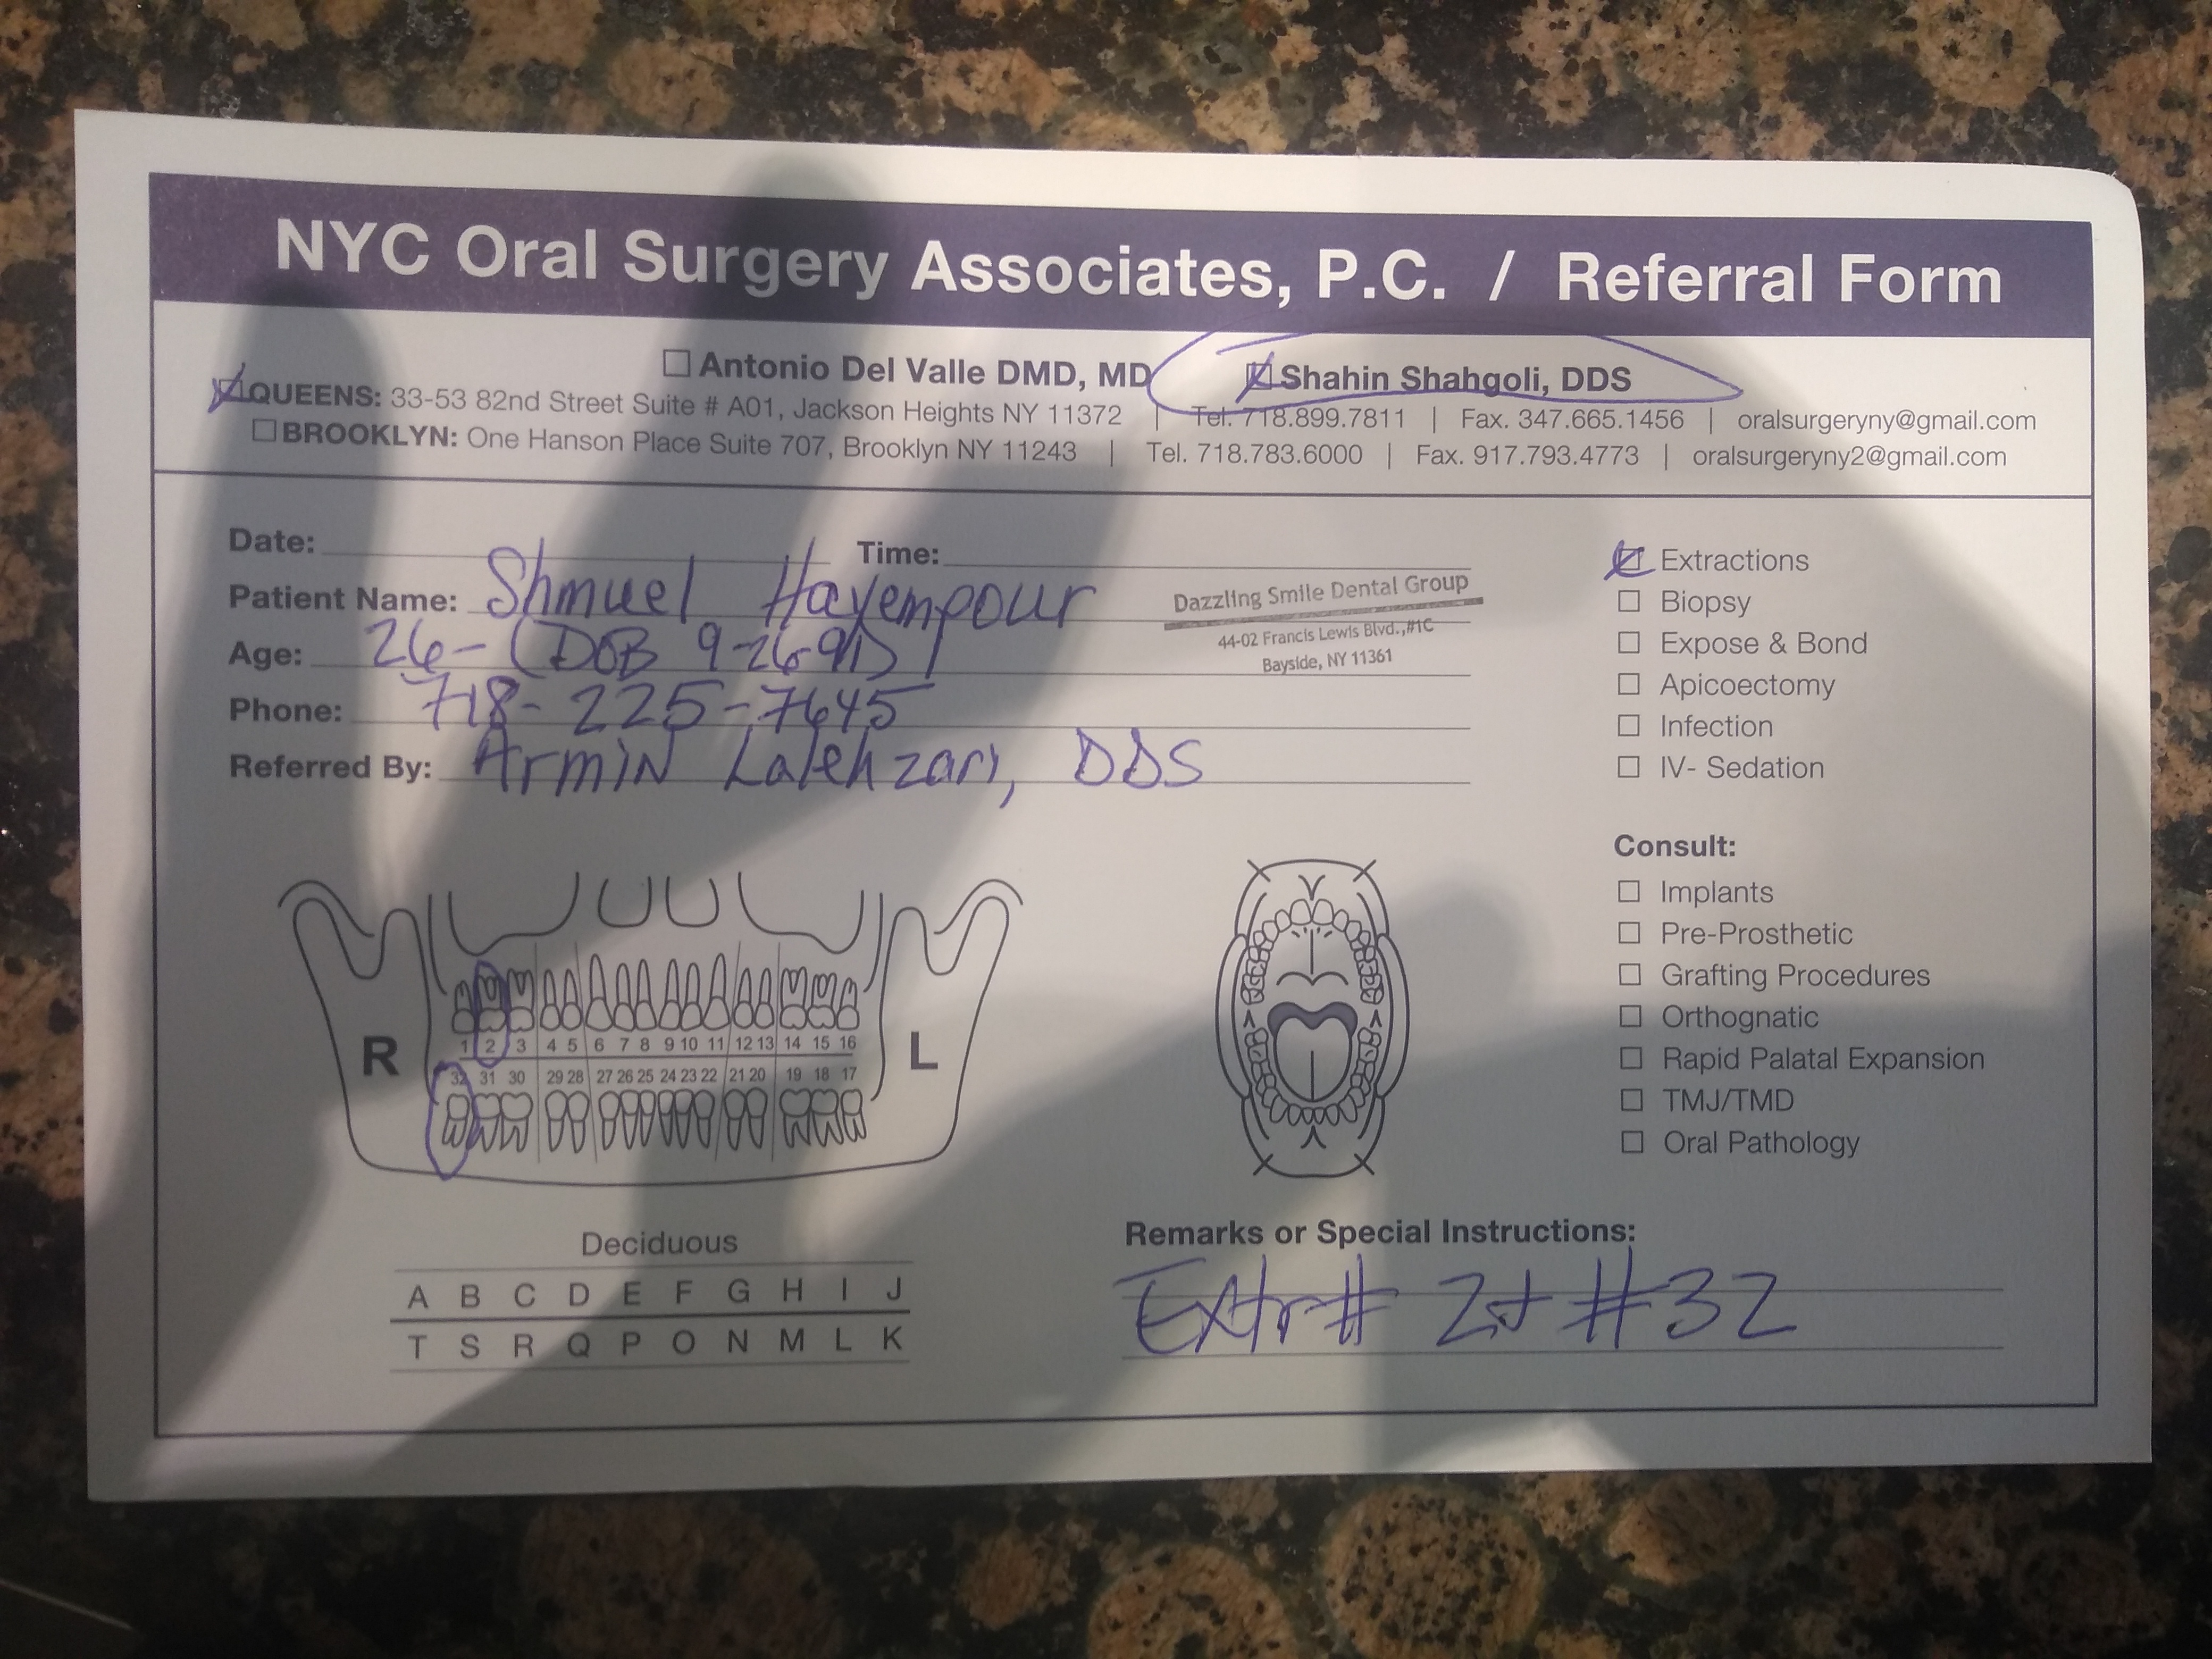 NYC Oral Surgery Associates, P.C. / Referral Form
Antonio Del Valle DMD, MD Shahin Shahgoli, DDS
QUEENS: 33-53 82nd Street Suite # A01, Jackson Heights NY 11372 | Tel. 718.899.7811 | Fax. 347.665.1456 | oralsurgeryny@gmail.com
BROOKLYN: One Hanson Place Suite 707, Brooklyn NY 11243 | Tel. 718.783.6000 | Fax. 917.793.4773 | oralsurgeryny2@gmail.com
Date: Time:
Patient Name: Shmuel Hayempour
Age: 26- (DOB 9-26-91)
Phone: 718-225-7645
Referred By: Armin Lalehzari, DDS
Dazzling Smile Dental Group
44-02 Francis Lewis Blvd.,#1C
Bayside, NY 11361
Extractions
Biopsy
Expose & Bond
Apicoectomy
Infection
IV- Sedation
Consult:
Implants
Pre-Prosthetic
Grafting Procedures
Orthognatic
Rapid Palatal Expansion
TMJ/TMD
Oral Pathology
R L
1 2 3 4 5 6 7 8 9 10 11 12 13 14 15 16
32 31 30 29 28 27 26 25 24 23 22 21 20 19 18 17
Deciduous
A B C D E F G H I J
T S R Q P O N M L K
Remarks or Special Instructions:
Extr# 2+ #32